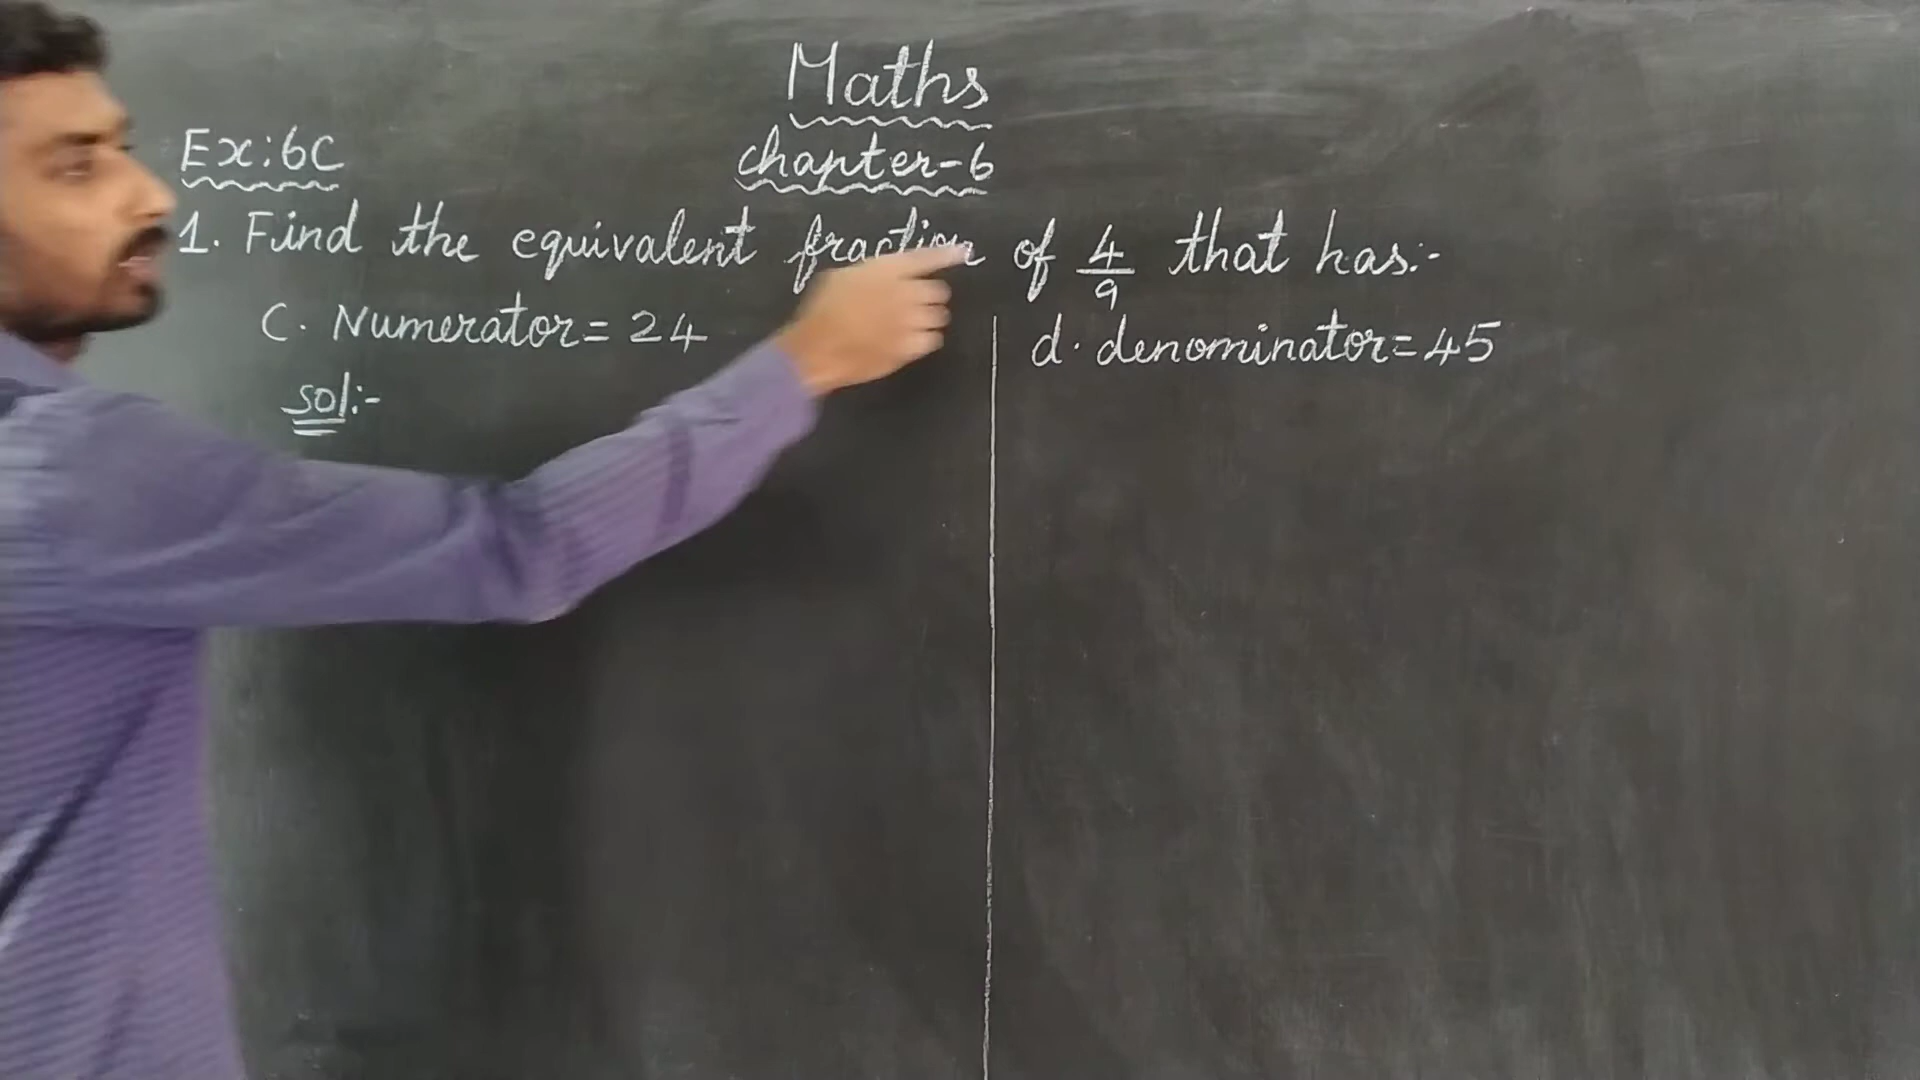 Maths
Ex:6C
chapter-6
1. Find the equivalent fraction of 4/9 that has:-
C. Numerator= 24
d. denominator= 45
sol:-